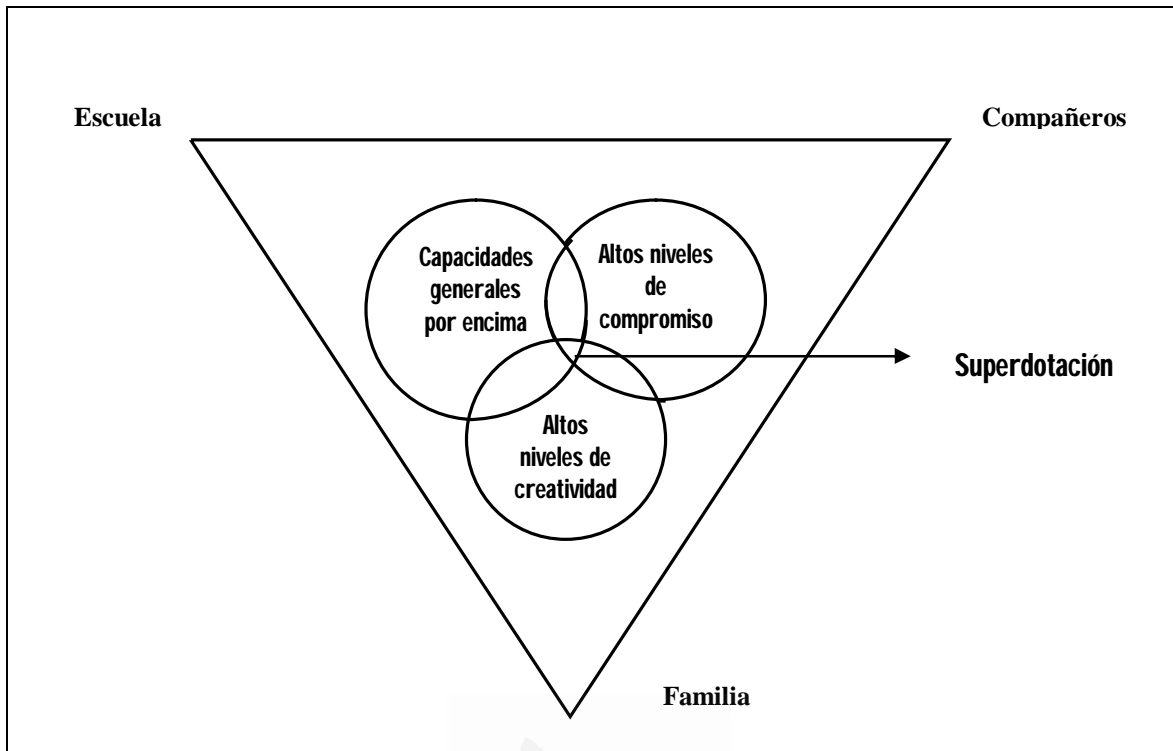 Escuela
Compañeros
Capacidades
generales
por encima
Altos niveles
de
compromiso
Superdotación
Altos
niveles de
creatividad
Familia